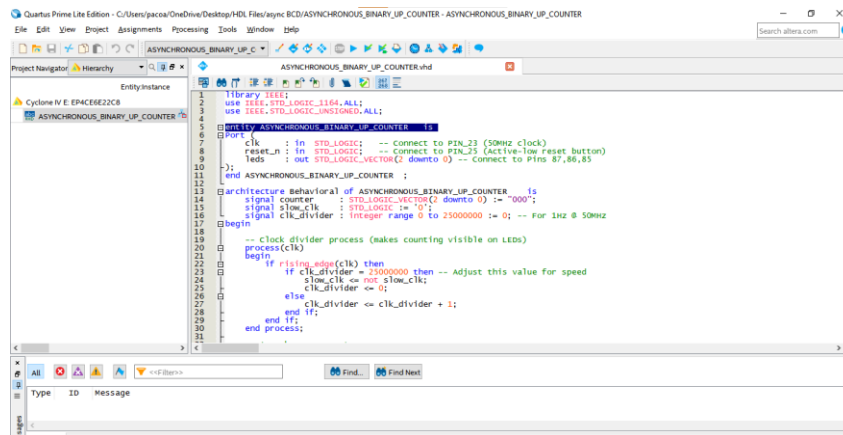 Quartus Prime Lite Edition - C:/Users/pacoa/OneDrive/Desktop/HDL Files/async BCD/ASYNCHRONOUS_BINARY_UP_COUNTER - ASYNCHRONOUS_BINARY_UP_COUNTER
File Edit View Project Assignments Processing Tools Window Help
Search altera.com
ASYNCHRONOUS_BINARY_UP_C
Project Navigator Hierarchy
ASYNCHRONOUS_BINARY_UP_COUNTER.vhd
Entity:Instance
Cyclone IV E: EP4CE6E22C8
ASYNCHRONOUS_BINARY_UP_COUNTER
1 library IEEE;
2 use IEEE.STD_LOGIC_1164.ALL;
3 use IEEE.STD_LOGIC_UNSIGNED.ALL;
4
5 entity ASYNCHRONOUS_BINARY_UP_COUNTER is
6 Port (
7 clk : in STD_LOGIC; -- Connect to PIN_23 (50MHz clock)
8 reset_n : in STD_LOGIC; -- Connect to PIN_25 (Active-low reset button)
9 leds : out STD_LOGIC_VECTOR(2 downto 0) -- Connect to Pins 87,86,85
10 );
11 end ASYNCHRONOUS_BINARY_UP_COUNTER ;
12
13 architecture Behavioral of ASYNCHRONOUS_BINARY_UP_COUNTER is
14 signal counter : STD_LOGIC_VECTOR(2 downto 0) := "000";
15 signal slow_clk : STD_LOGIC := '0';
16 signal clk_divider : integer range 0 to 25000000 := 0; -- For 1Hz @ 50MHz
17 begin
18
19 -- Clock divider process (makes counting visible on LEDs)
20 process(clk)
21 begin
22 if rising_edge(clk) then
23 if clk_divider = 25000000 then -- Adjust this value for speed
24 slow_clk <= not slow_clk;
25 clk_divider <= 0;
26 else
27 clk_divider <= clk_divider + 1;
28 end if;
29 end if;
30 end process;
31
All <<Filter>> Find... Find Next
Type ID Message